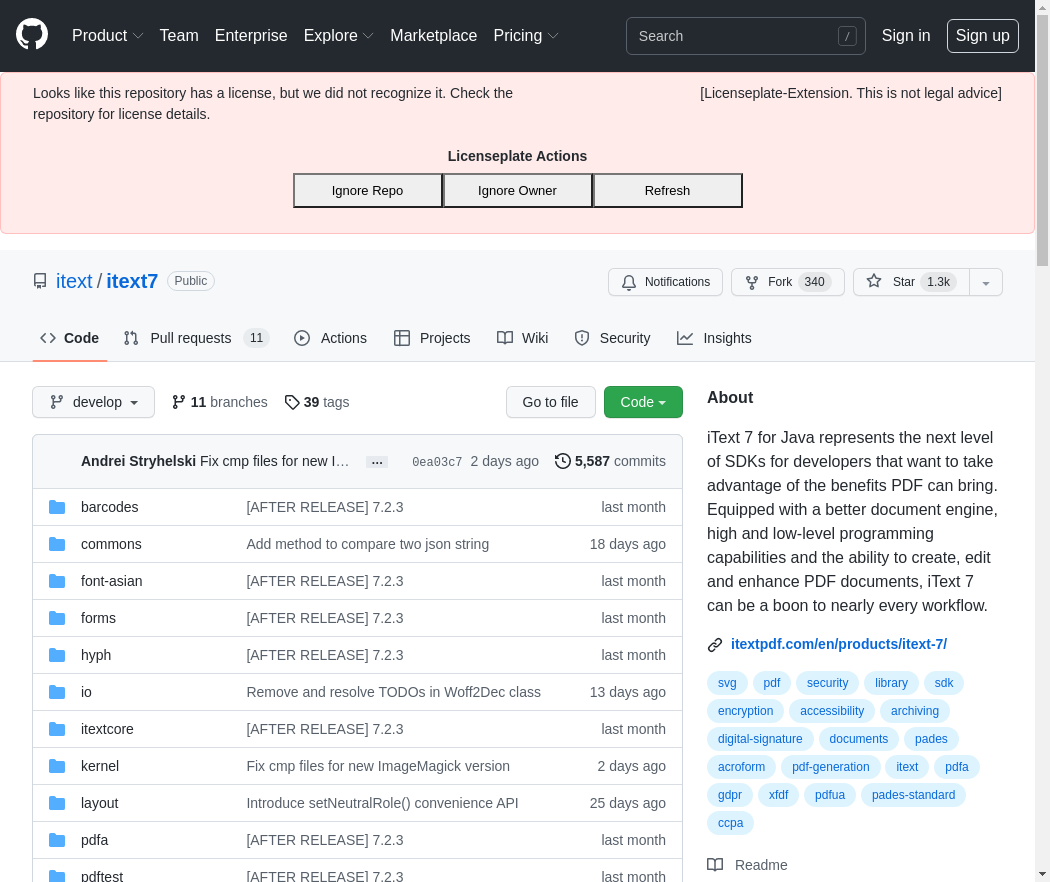 Product Team Enterprise Explore Marketplace Pricing Search / Sign in Sign up
Looks like this repository has a license, but we did not recognize it. Check the
repository for license details.
[Licenseplate-Extension. This is not legal advice]
Licenseplate Actions
Ignore Repo Ignore Owner Refresh
itext / itext7 Public
Notifications Fork 340 Star 1.3k
Code Pull requests 11 Actions Projects Wiki Security Insights
develop 11 branches 39 tags Go to file Code
Andrei Stryhelski Fix cmp files for new I… … 0ea03c7 2 days ago 5,587 commits
barcodes [AFTER RELEASE] 7.2.3 last month
commons Add method to compare two json string 18 days ago
font-asian [AFTER RELEASE] 7.2.3 last month
forms [AFTER RELEASE] 7.2.3 last month
hyph [AFTER RELEASE] 7.2.3 last month
io Remove and resolve TODOs in Woff2Dec class 13 days ago
itextcore [AFTER RELEASE] 7.2.3 last month
kernel Fix cmp files for new ImageMagick version 2 days ago
layout Introduce setNeutralRole() convenience API 25 days ago
pdfa [AFTER RELEASE] 7.2.3 last month
pdftest [AFTER RELEASE] 7.2.3 last month
About
iText 7 for Java represents the next level
of SDKs for developers that want to take
advantage of the benefits PDF can bring.
Equipped with a better document engine,
high and low-level programming
capabilities and the ability to create, edit
and enhance PDF documents, iText 7
can be a boon to nearly every workflow.
itextpdf.com/en/products/itext-7/
svg pdf security library sdk
encryption accessibility archiving
digital-signature documents pades
acroform pdf-generation itext pdfa
gdpr xfdf pdfua pades-standard
ccpa
Readme